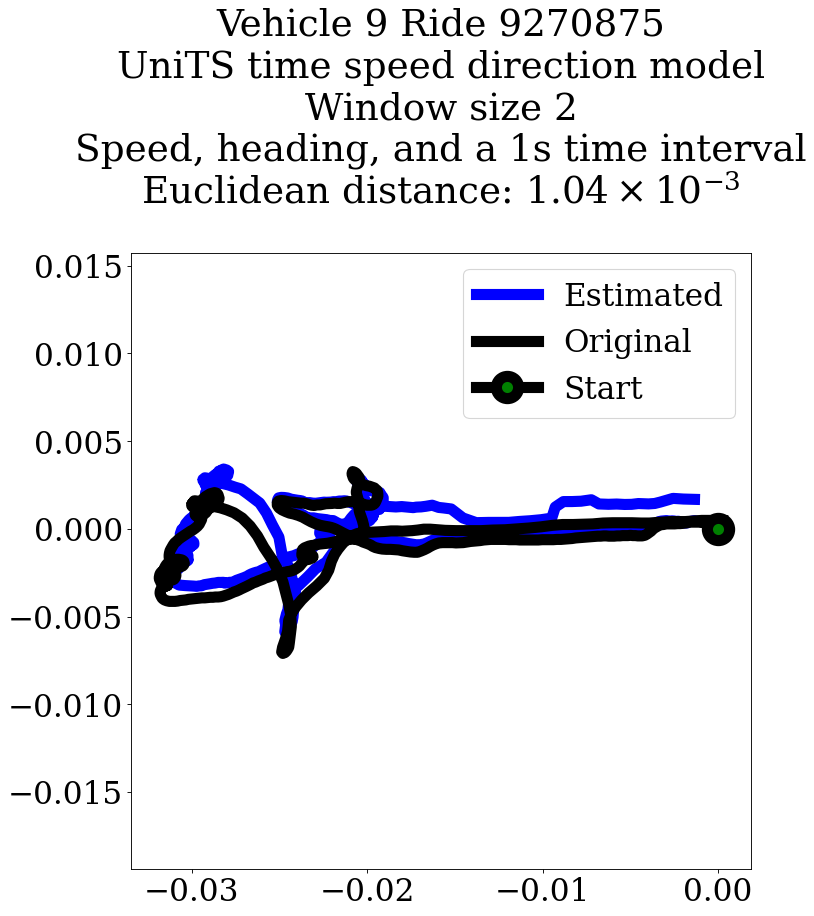 Vehicle 9 Ride 9270875
UniTS time speed direction model
Window size 2
Speed, heading, and a 1s time interval
Euclidean distance: 1.04 × 10⁻³
Estimated
Original
Start
0.015
0.010
0.005
0.000
−0.005
−0.010
−0.015
−0.03
−0.02
−0.01
0.00